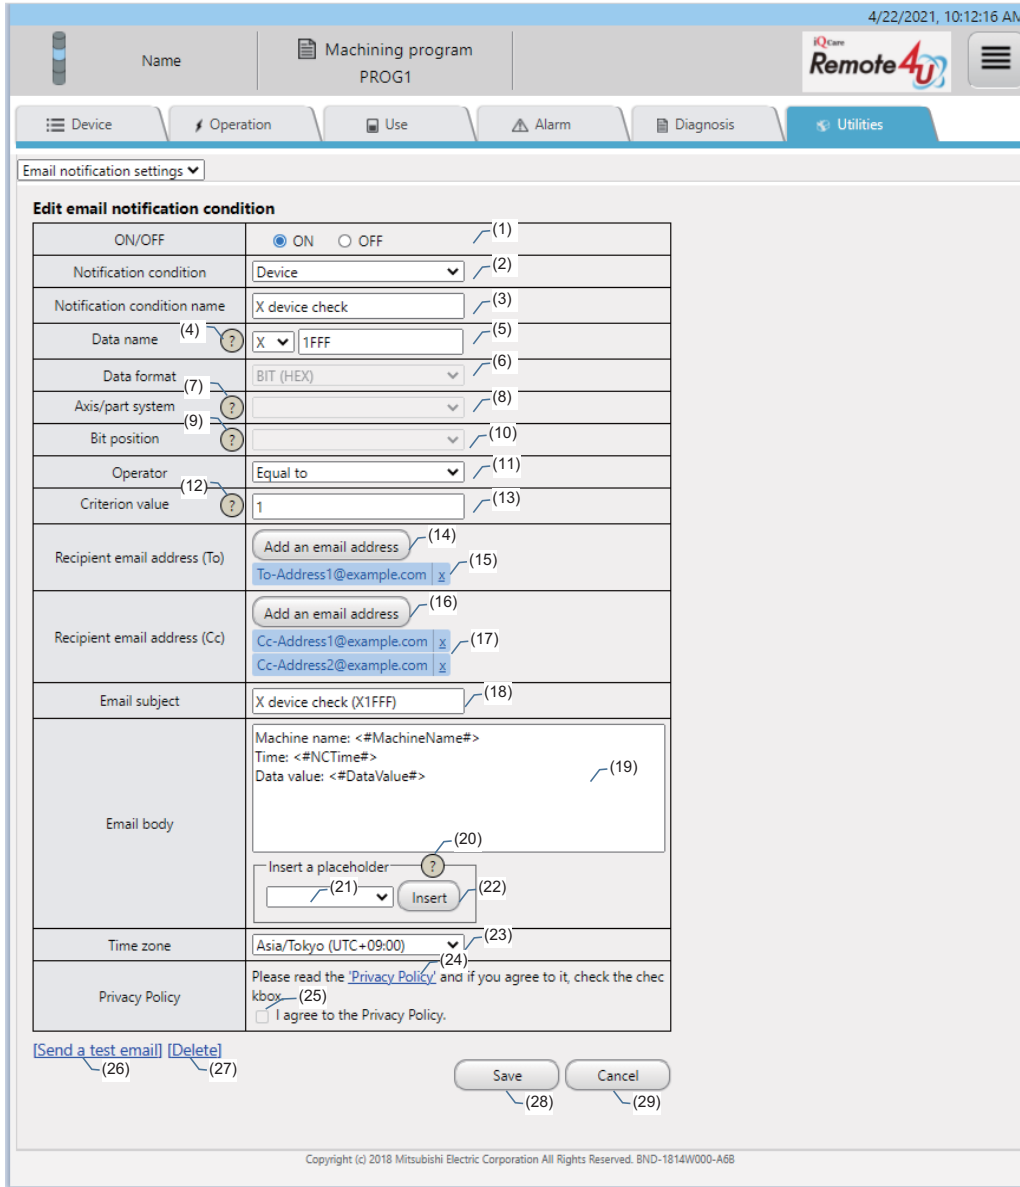 4/22/2021, 10:12:16 AM
Name
Machining program
PROG1
iQ Care
Remote4U
Device Operation Use Alarm Diagnosis Utilities
Email notification settings
Edit email notification condition
ON/OFF ON OFF (1)
Notification condition Device (2)
Notification condition name X device check (3)
Data name (4) ? X 1FFF (5)
Data format BIT (HEX) (6)
Axis/part system (7) ? (8)
Bit position (9) ? (10)
Operator Equal to (11)
Criterion value (12) ? 1 (13)
Recipient email address (To)
Add an email address (14)
To-Address1@example.com x (15)
Recipient email address (Cc)
Add an email address (16)
Cc-Address1@example.com x (17)
Cc-Address2@example.com x
Email subject X device check (X1FFF) (18)
Email body
Machine name: <#MachineName#>
Time: <#NCTime#>
Data value: <#DataValue#> (19)
(20)
Insert a placeholder ?
(21) Insert (22)
Time zone Asia/Tokyo (UTC+09:00) (23)
(24)
Privacy Policy
Please read the 'Privacy Policy' and if you agree to it, check the chec
kbox. (25)
I agree to the Privacy Policy.
[Send a test email] [Delete]
(26) (27)
Save Cancel
(28) (29)
Copyright (c) 2018 Mitsubishi Electric Corporation All Rights Reserved. BND-1814W000-A6B